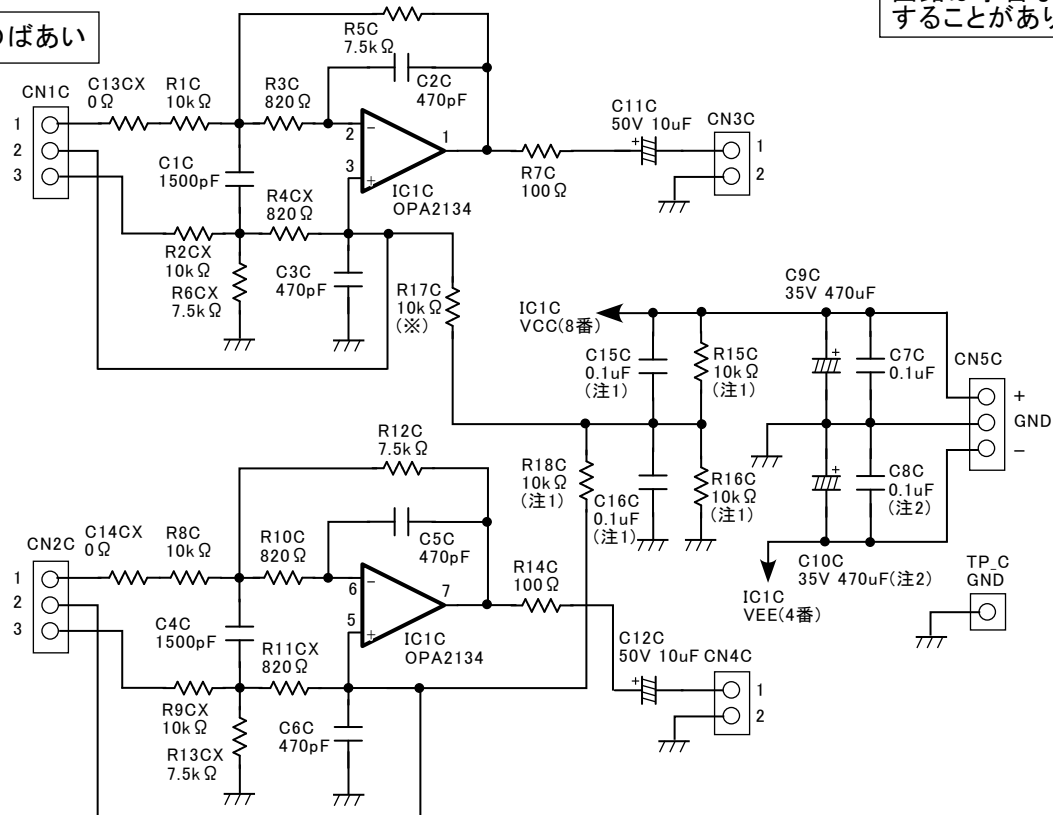 のばあい
することがあり
R5C
7.5kΩ
C2C
470pF
CN1C
1
2
3
C13CX
0Ω
R1C
10kΩ
R3C
820Ω
2
3
1
－
+
IC1C
OPA2134
C1C
1500pF
R4CX
820Ω
R2CX
10kΩ
R6CX
7.5kΩ
C3C
470pF
R7C
100Ω
C11C
50V 10uF
+
CN3C
1
2
R17C
10kΩ
(※)
IC1C
VCC(8番)
C9C
35V 470uF
+
C15C
0.1uF
(注1)
R15C
10kΩ
(注1)
C7C
0.1uF
CN5C
+
GND
－
R18C
10kΩ
(注1)
C16C
0.1uF
(注1)
R16C
10kΩ
(注1)
+
C8C
0.1uF
(注2)
C10C
35V 470uF(注2)
IC1C
VEE(4番)
TP_C
GND
R12C
7.5kΩ
C5C
470pF
CN2C
1
2
3
C14CX
0Ω
R8C
10kΩ
R10C
820Ω
6
5
7
－
+
IC1C
OPA2134
C4C
1500pF
R11CX
820Ω
R9CX
10kΩ
R13CX
7.5kΩ
C6C
470pF
R14C
100Ω
C12C
50V 10uF
+
CN4C
1
2